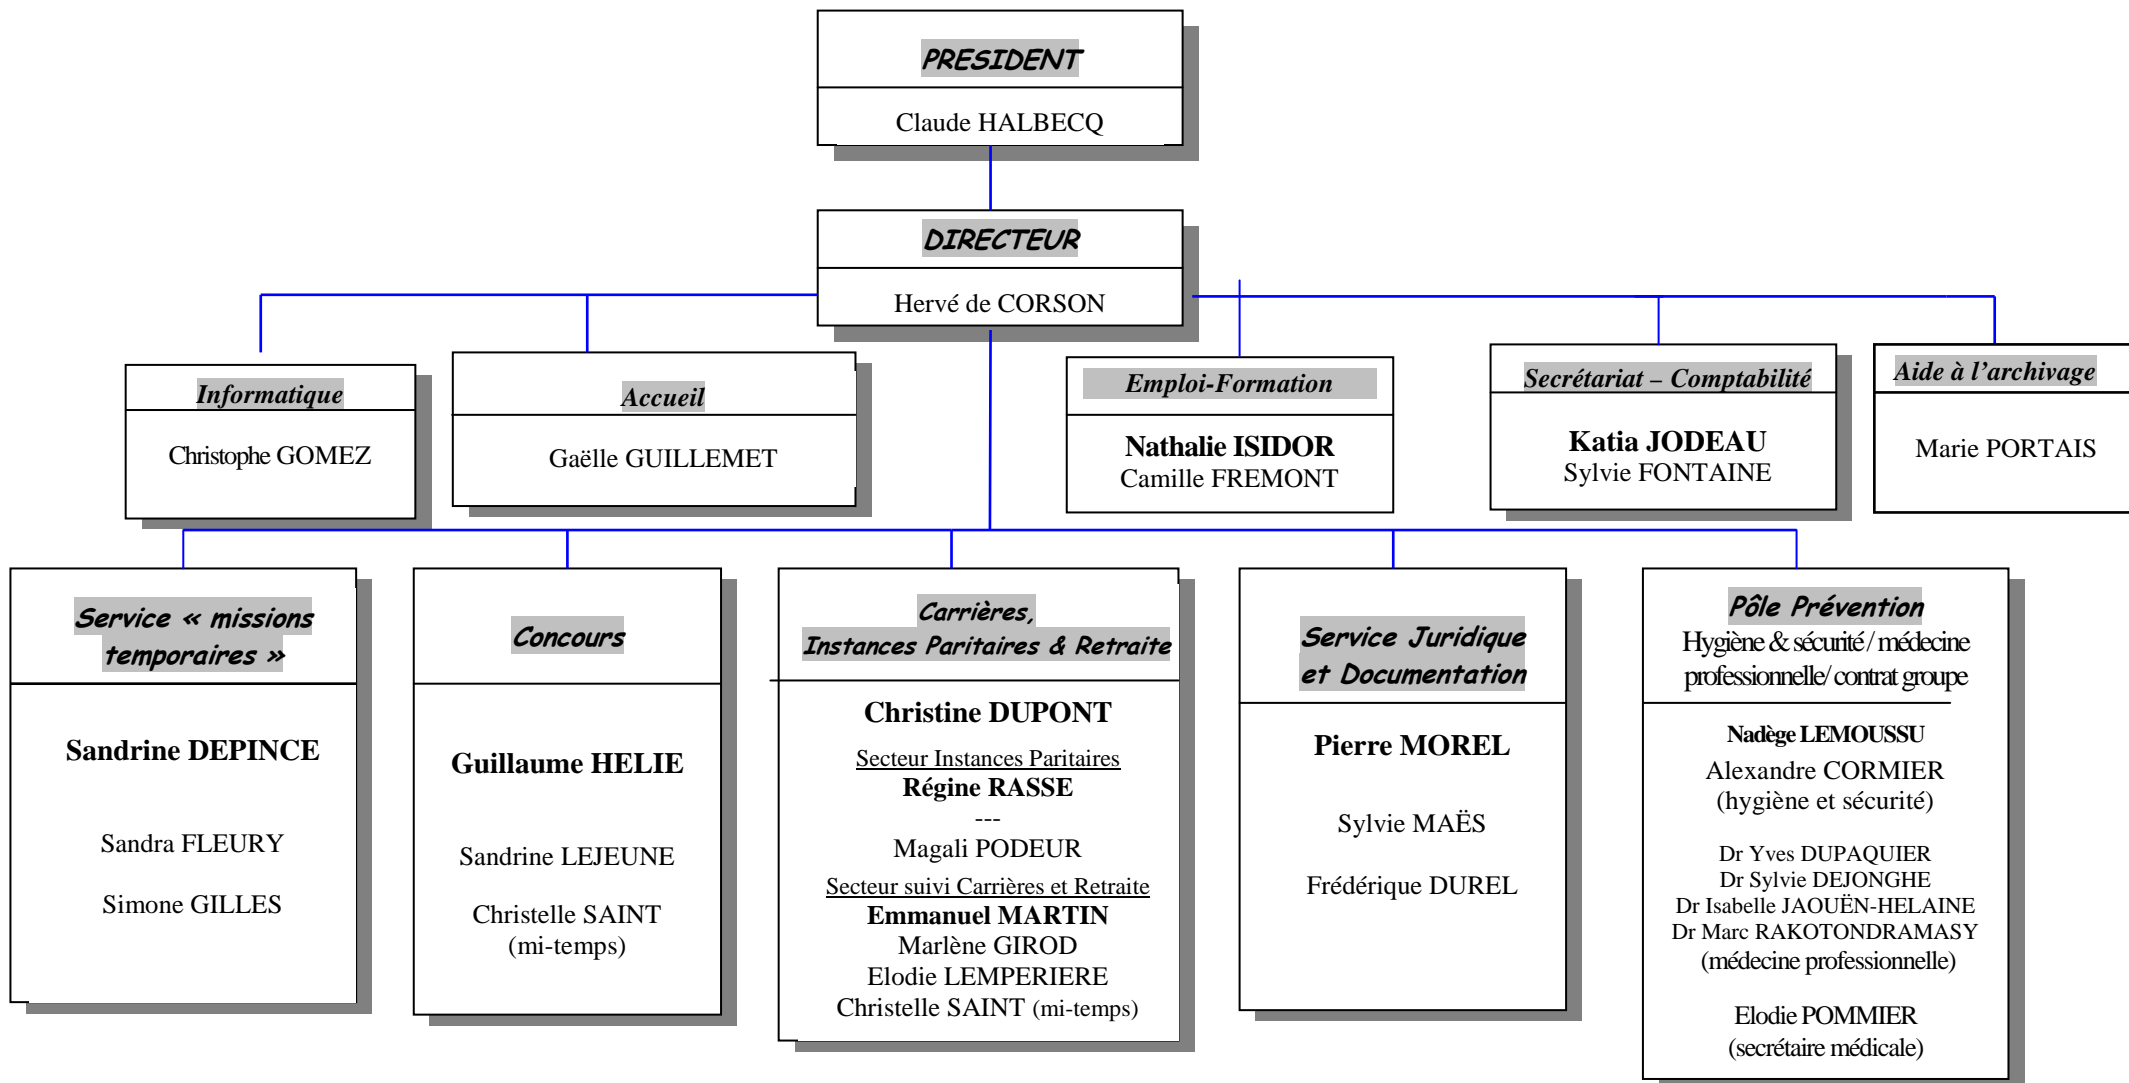 PRESIDENT
Claude HALBECQ
DIRECTEUR
Hervé de CORSON
Informatique
Christophe GOMEZ
Accueil
Gaëlle GUILLEMET
Emploi-Formation
Nathalie ISIDOR
Camille FREMONT
Secrétariat – Comptabilité
Katia JODEAU
Sylvie FONTAINE
Aide à l’archivage
Marie PORTAIS
Service « missions
temporaires »
Sandrine DEPINCE
Sandra FLEURY
Simone GILLES
Concours
Guillaume HELIE
Sandrine LEJEUNE
Christelle SAINT
(mi-temps)
Carrières,
Instances Paritaires & Retraite
Christine DUPONT
Secteur Instances Paritaires
Régine RASSE
---
Magali PODEUR
Secteur suivi Carrières et Retraite
Emmanuel MARTIN
Marlène GIROD
Elodie LEMPERIERE
Christelle SAINT (mi-temps)
Service Juridique
et Documentation
Pierre MOREL
Sylvie MAËS
Frédérique DUREL
Pôle Prévention
Hygiène & sécurité / médecine
professionnelle/ contrat groupe
Nadège LEMOUSSU
Alexandre CORMIER
(hygiène et sécurité)
Dr Yves DUPAQUIER
Dr Sylvie DEJONGHE
Dr Isabelle JAOUËN-HELAINE
Dr Marc RAKOTONDRAMASY
(médecine professionnelle)
Elodie POMMIER
(secrétaire médicale)